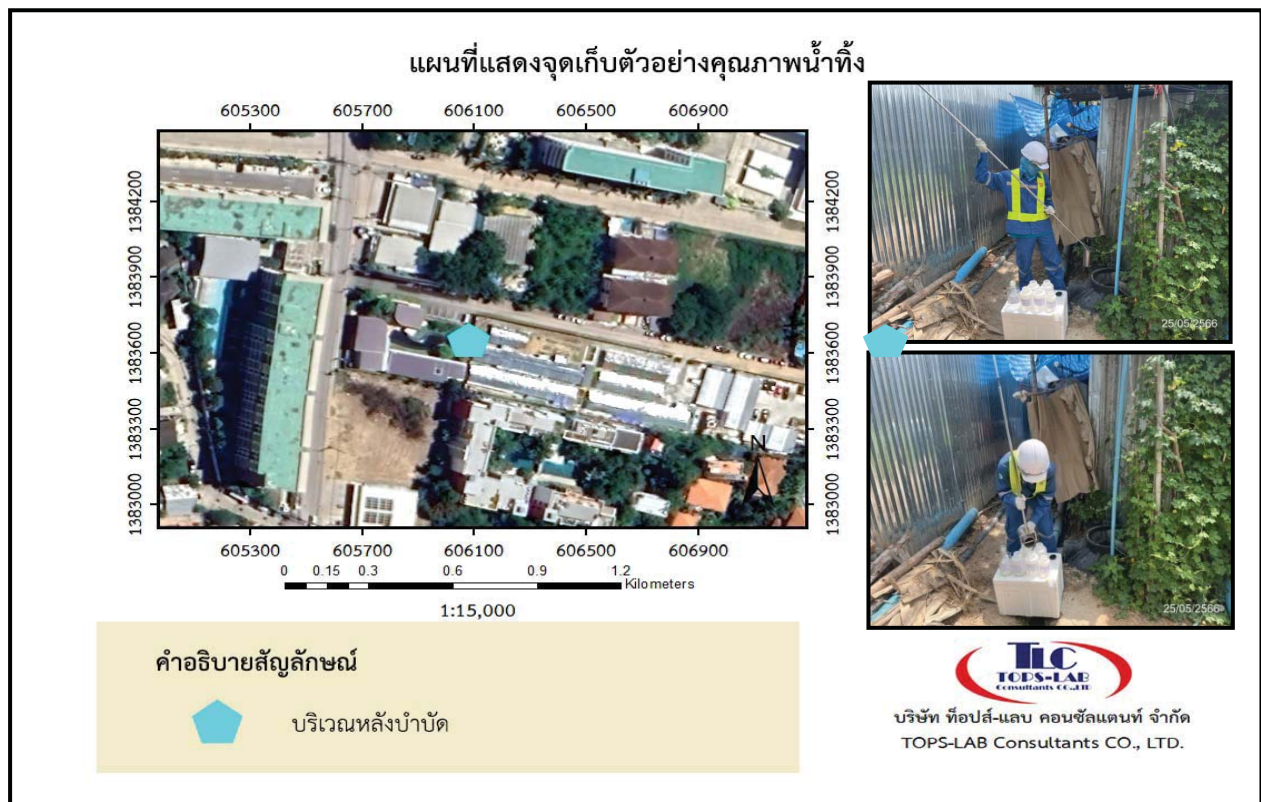 แผนที่แสดงจุดเก็บตัวอย่างคุณภาพน้ำทิ้ง
605300 605700 606100 606500 606900
1384200 1384200
1383900 1383900
1383600 1383600
1383300 1383300
1383000 1383000
N
605300 605700 606100 606500 606900
0 0.15 0.3 0.6 0.9 1.2
Kilometers
1:15,000
คำอธิบายสัญลักษณ์
บริเวณหลังบำบัด
25/05/2566
25/05/2566
TLC
TOPS-LAB
Consultants CO.,LTD
บริษัท ท็อปส์-แลบ คอนซัลแตนท์ จำกัด
TOPS-LAB Consultants CO., LTD.